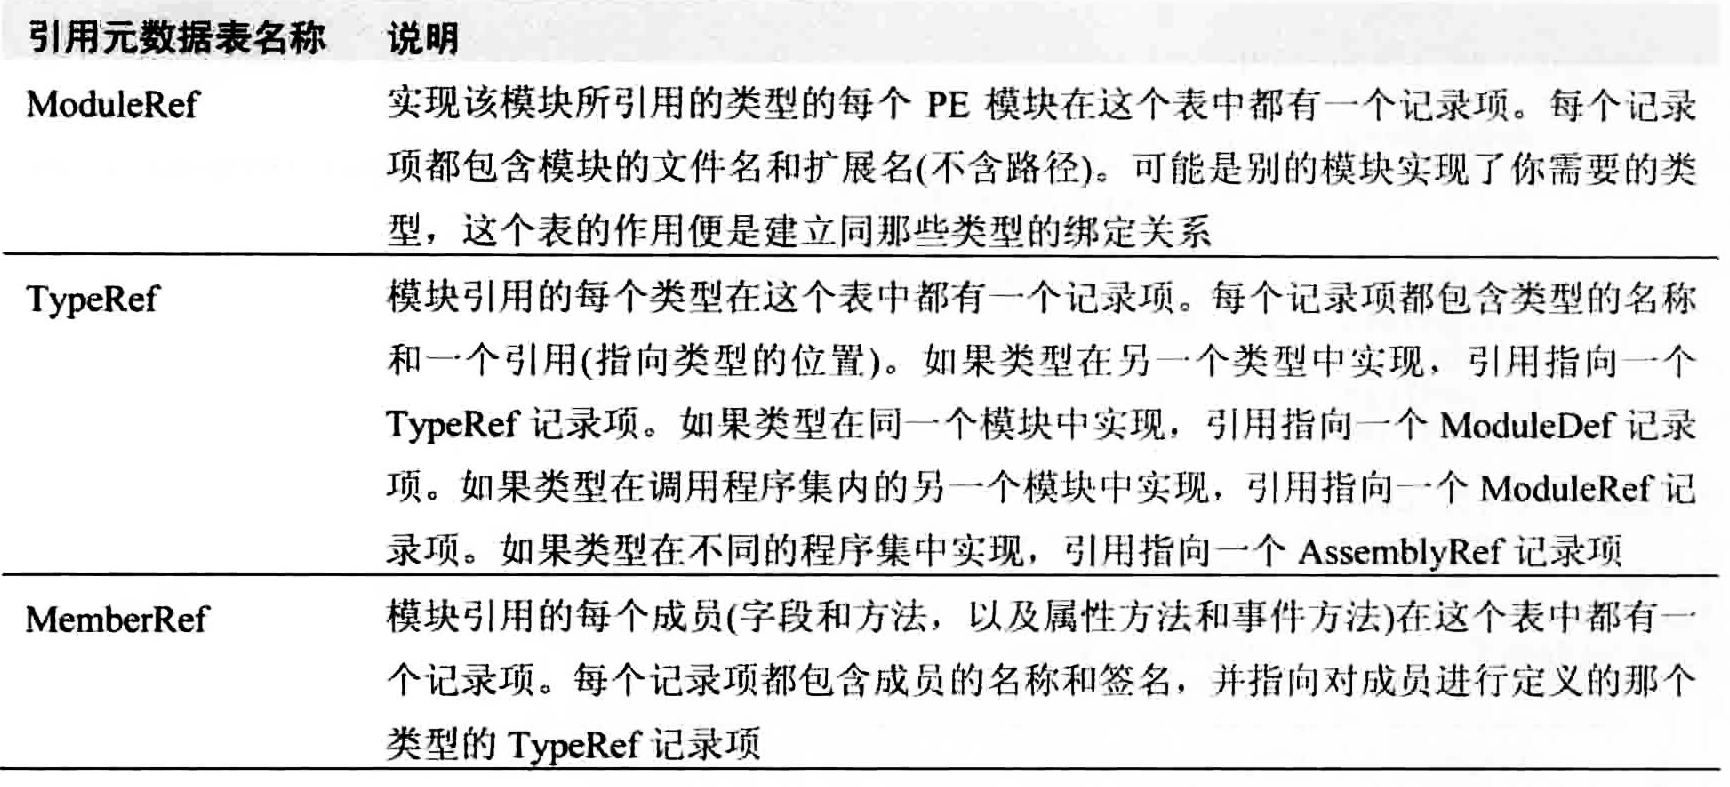 引用元数据表名称 说明
ModuleRef 实现该模块所引用的类型的每个 PE 模块在这个表中都有一个记录项。每个记录
项都包含模块的文件名和扩展名(不含路径)。可能是别的模块实现了你需要的类
型，这个表的作用便是建立同那些类型的绑定关系
TypeRef 模块引用的每个类型在这个表中都有一个记录项。每个记录项都包含类型的名称
和一个引用(指向类型的位置)。如果类型在另一个类型中实现，引用指向一个
TypeRef 记录项。如果类型在同一个模块中实现，引用指向一个 ModuleDef 记录
项。如果类型在调用程序集内的另一个模块中实现，引用指向一个 ModuleRef 记
录项。如果类型在不同的程序集中实现，引用指向一个 AssemblyRef 记录项
MemberRef 模块引用的每个成员(字段和方法，以及属性方法和事件方法)在这个表中都有一
个记录项。每个记录项都包含成员的名称和签名，并指向对成员进行定义的那个
类型的 TypeRef 记录项